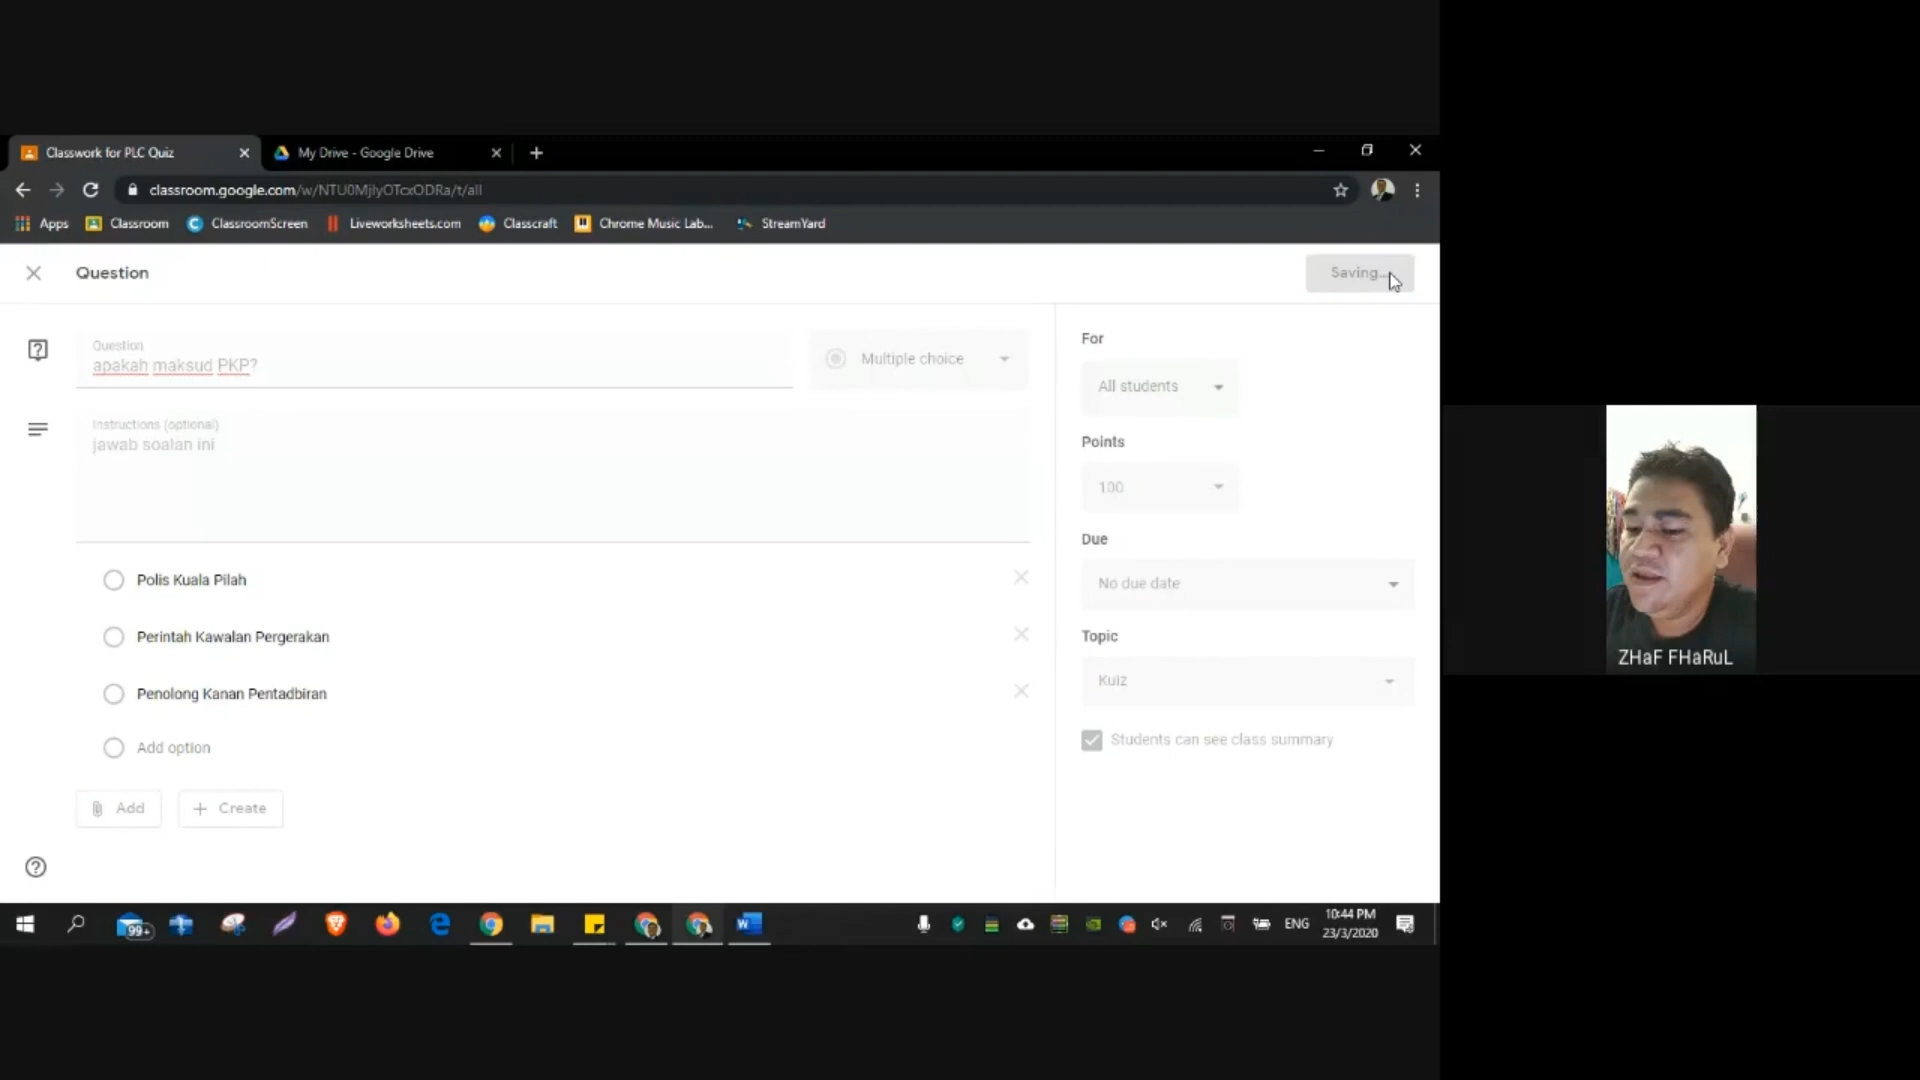 Classwork for PLC Quiz
My Drive - Google Drive
classroom.google.com/w/NTU0MjIyOTcxODRa/t/all
Apps
Classroom
ClassroomScreen
Liveworksheets.com
Classcraft
Chrome Music Lab...
StreamYard
Question
Saving...
Question
apakah maksud PKP?
Multiple choice
Instructions (optional)
jawab soalan ini
Polis Kuala Pilah
Perintah Kawalan Pergerakan
Penolong Kanan Pentadbiran
Add option
Add
Create
For
All students
Points
100
Due
No due date
Topic
Kuiz
Students can see class summary
ZHaF FHaRuL
99+
ENG
10:44 PM
23/3/2020